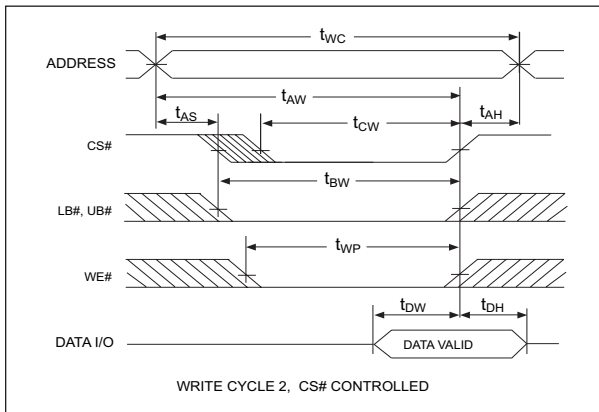 tWC
ADDRESS
tAW
tAS
tCW
tAH
CS#
tBW
LB#, UB#
tWP
WE#
tDW
tDH
DATA I/O
DATA VALID
WRITE CYCLE 2, CS# CONTROLLED